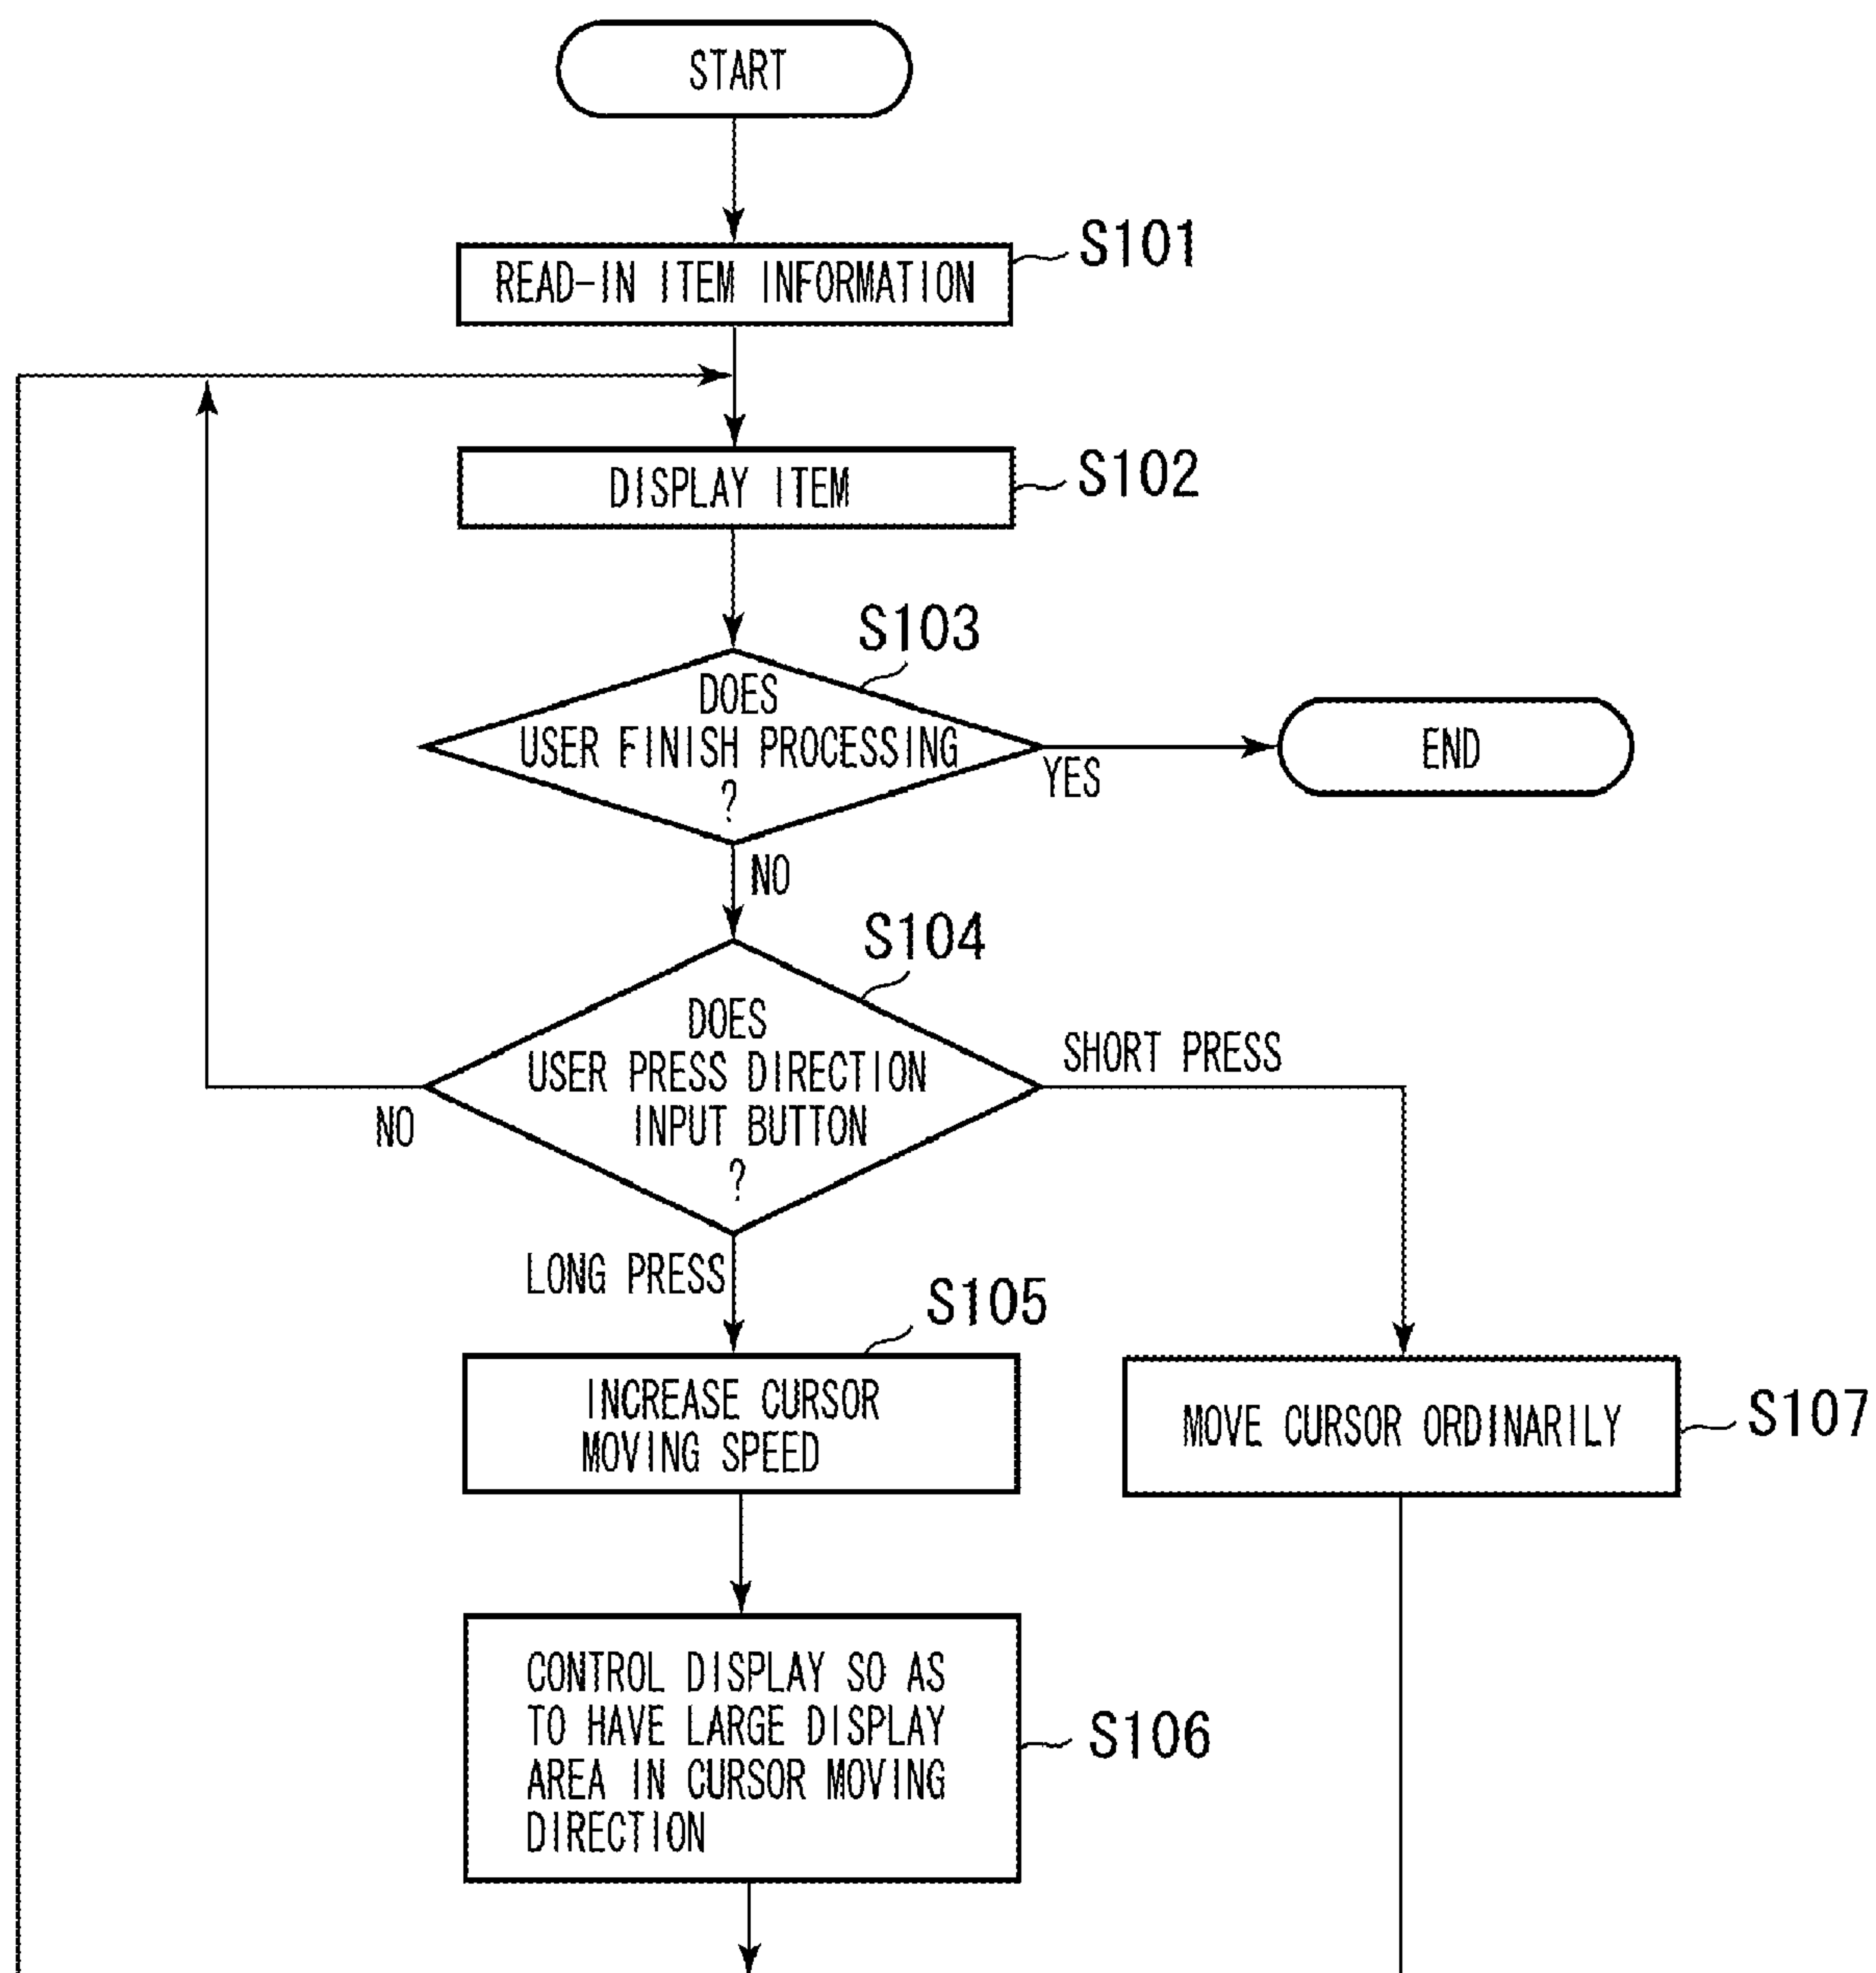 START
S101
READ-IN ITEM INFORMATION
S102
DISPLAY ITEM
S103
DOES
USER FINISH PROCESSING
?
YES
END
NO
S104
DOES
USER PRESS DIRECTION
INPUT BUTTON
?
NO
SHORT PRESS
LONG PRESS
S105
INCREASE CURSOR
MOVING SPEED
MOVE CURSOR ORDINARILY
S107
CONTROL DISPLAY SO AS
TO HAVE LARGE DISPLAY
AREA IN CURSOR MOVING
DIRECTION
S106